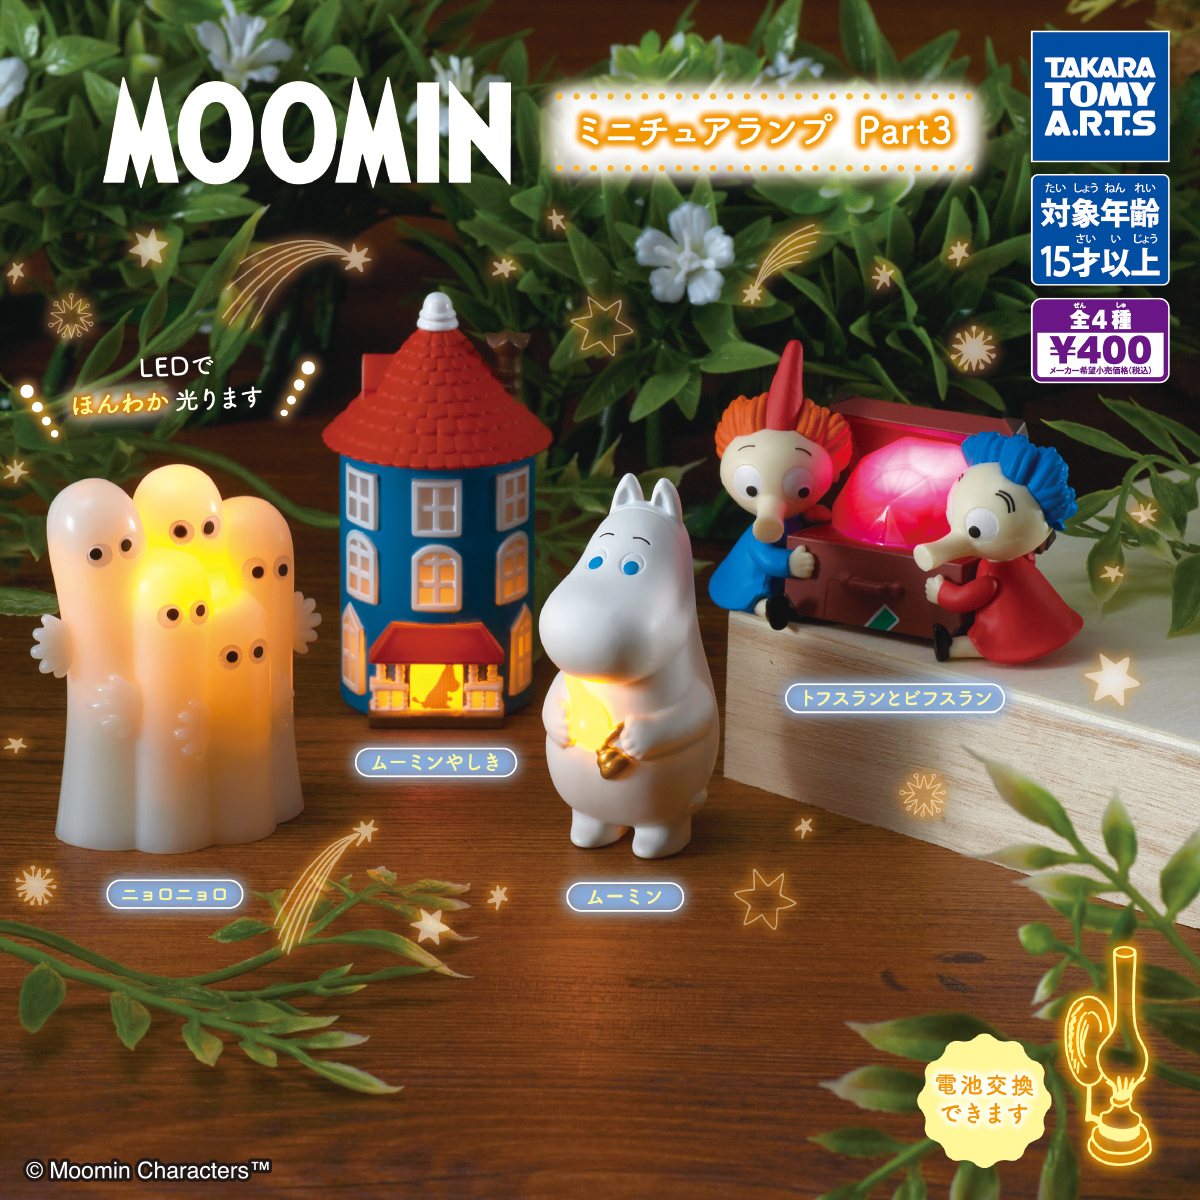 MOOMIN
ミニチュアランプ Part3
TAKARA
TOMY
A.R.T.S
たいしょうねんれい
対象年齢
さいいじょう
15才以上
ぜん しゅ
全4種
¥400
メーカー希望小売価格(税込)
LEDで
ほんわか光ります
トフスランとビフスラン
ムーミンやしき
ニョロニョロ
ムーミン
電池交換
できます
© Moomin Characters™